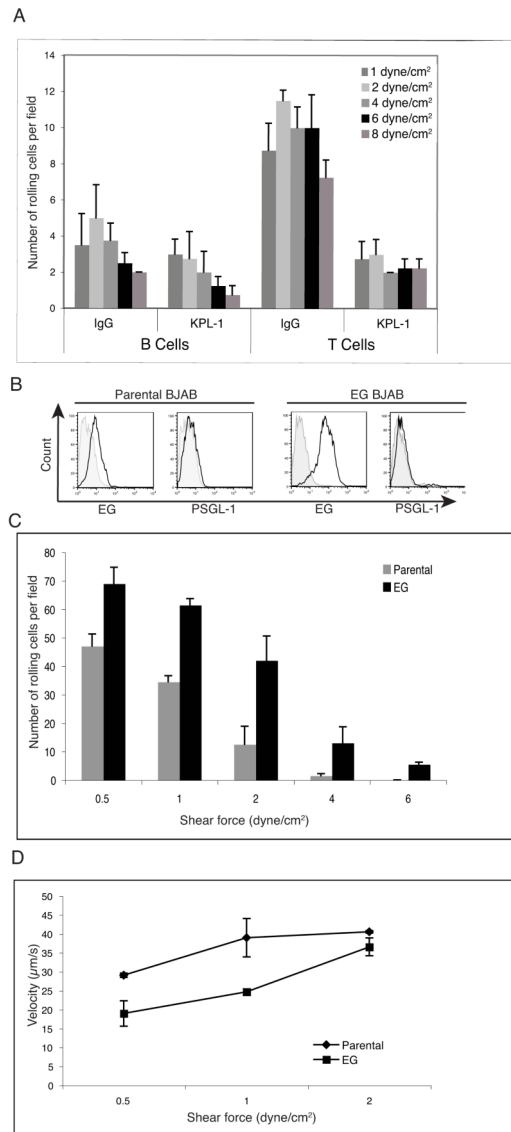 A
14
12
10
8
6
4
2
0
Number of rolling cells per field
1 dyne/cm²
2 dyne/cm²
4 dyne/cm²
6 dyne/cm²
8 dyne/cm²
IgG KPL-1 IgG KPL-1
B Cells T Cells
B
Parental BJAB EG BJAB
Count
EG PSGL-1 EG PSGL-1
C
80
70
60
50
40
30
20
10
0
Number of rolling cells per field
Parental
EG
0.5 1 2 4 6
Shear force (dyne/cm²)
D
50
45
40
35
30
25
20
15
10
5
0
Velocity (µm/s)
Parental
EG
0.5 1 2
Shear force (dyne/cm²)